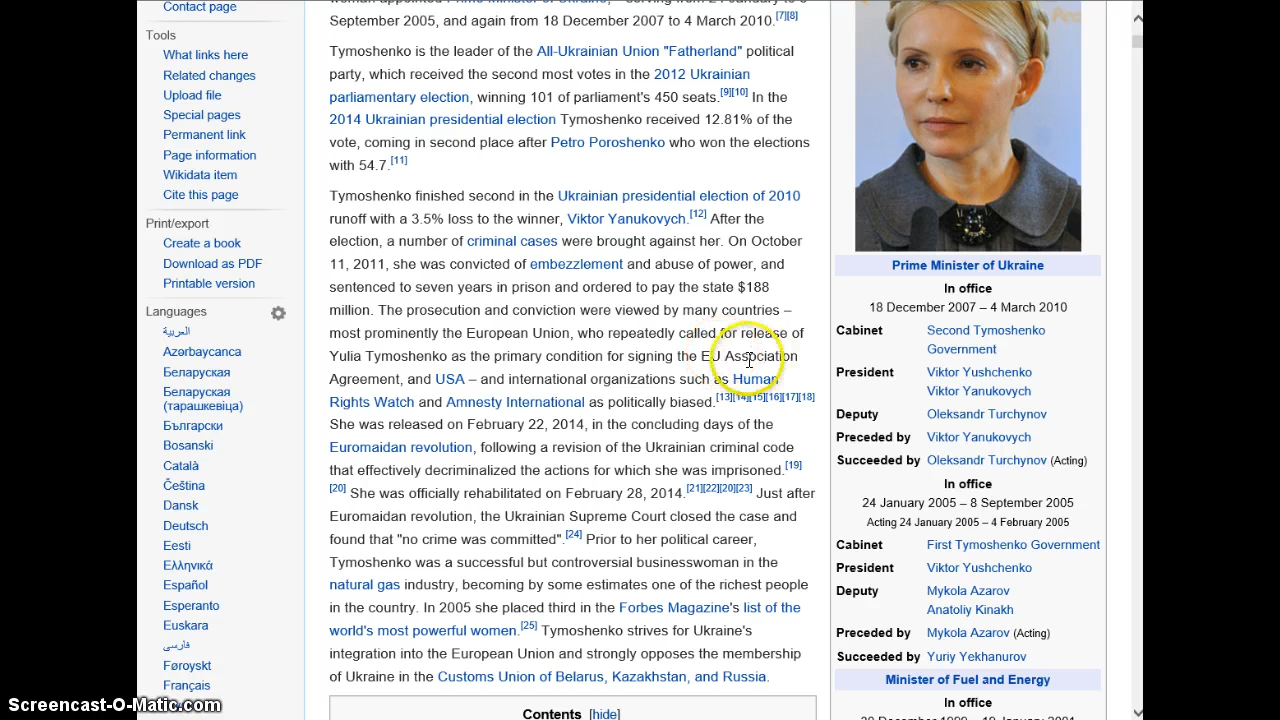 Contact page
Tools
What links here
Related changes
Upload file
Special pages
Permanent link
Page information
Wikidata item
Cite this page
Print/export
Create a book
Download as PDF
Printable version
Languages
العربية
Azərbaycanca
Беларуская
Беларуская
(тарашкевіца)
Български
Bosanski
Català
Čeština
Dansk
Deutsch
Eesti
Ελληνικά
Español
Esperanto
Euskara
فارسی
Føroyskt
Français
September 2005, and again from 18 December 2007 to 4 March 2010.[7][8]
Tymoshenko is the leader of the All-Ukrainian Union "Fatherland" political
party, which received the second most votes in the 2012 Ukrainian
parliamentary election, winning 101 of parliament's 450 seats.[9][10] In the
2014 Ukrainian presidential election Tymoshenko received 12.81% of the
vote, coming in second place after Petro Poroshenko who won the elections
with 54.7.[11]
Tymoshenko finished second in the Ukrainian presidential election of 2010
runoff with a 3.5% loss to the winner, Viktor Yanukovych.[12] After the
election, a number of criminal cases were brought against her. On October
11, 2011, she was convicted of embezzlement and abuse of power, and
sentenced to seven years in prison and ordered to pay the state $188
million. The prosecution and conviction were viewed by many countries –
most prominently the European Union, who repeatedly called for release of
Yulia Tymoshenko as the primary condition for signing the EU Association
Agreement, and USA – and international organizations such as Human
Rights Watch and Amnesty International as politically biased.[13][14][15][16][17][18]
She was released on February 22, 2014, in the concluding days of the
Euromaidan revolution, following a revision of the Ukrainian criminal code
that effectively decriminalized the actions for which she was imprisoned.[19]
[20] She was officially rehabilitated on February 28, 2014.[21][22][20][23] Just after
Euromaidan revolution, the Ukrainian Supreme Court closed the case and
found that "no crime was committed".[24] Prior to her political career,
Tymoshenko was a successful but controversial businesswoman in the
natural gas industry, becoming by some estimates one of the richest people
in the country. In 2005 she placed third in the Forbes Magazine's list of the
world's most powerful women.[25] Tymoshenko strives for Ukraine's
integration into the European Union and strongly opposes the membership
of Ukraine in the Customs Union of Belarus, Kazakhstan, and Russia.
Contents [hide]
Prime Minister of Ukraine
In office
18 December 2007 – 4 March 2010
Cabinet Second Tymoshenko
Government
President Viktor Yushchenko
Viktor Yanukovych
Deputy Oleksandr Turchynov
Preceded by Viktor Yanukovych
Succeeded by Oleksandr Turchynov (Acting)
In office
24 January 2005 – 8 September 2005
Acting 24 January 2005 – 4 February 2005
Cabinet First Tymoshenko Government
President Viktor Yushchenko
Deputy Mykola Azarov
Anatoliy Kinakh
Preceded by Mykola Azarov (Acting)
Succeeded by Yuriy Yekhanurov
Minister of Fuel and Energy
In office
Screencast-O-Matic.com